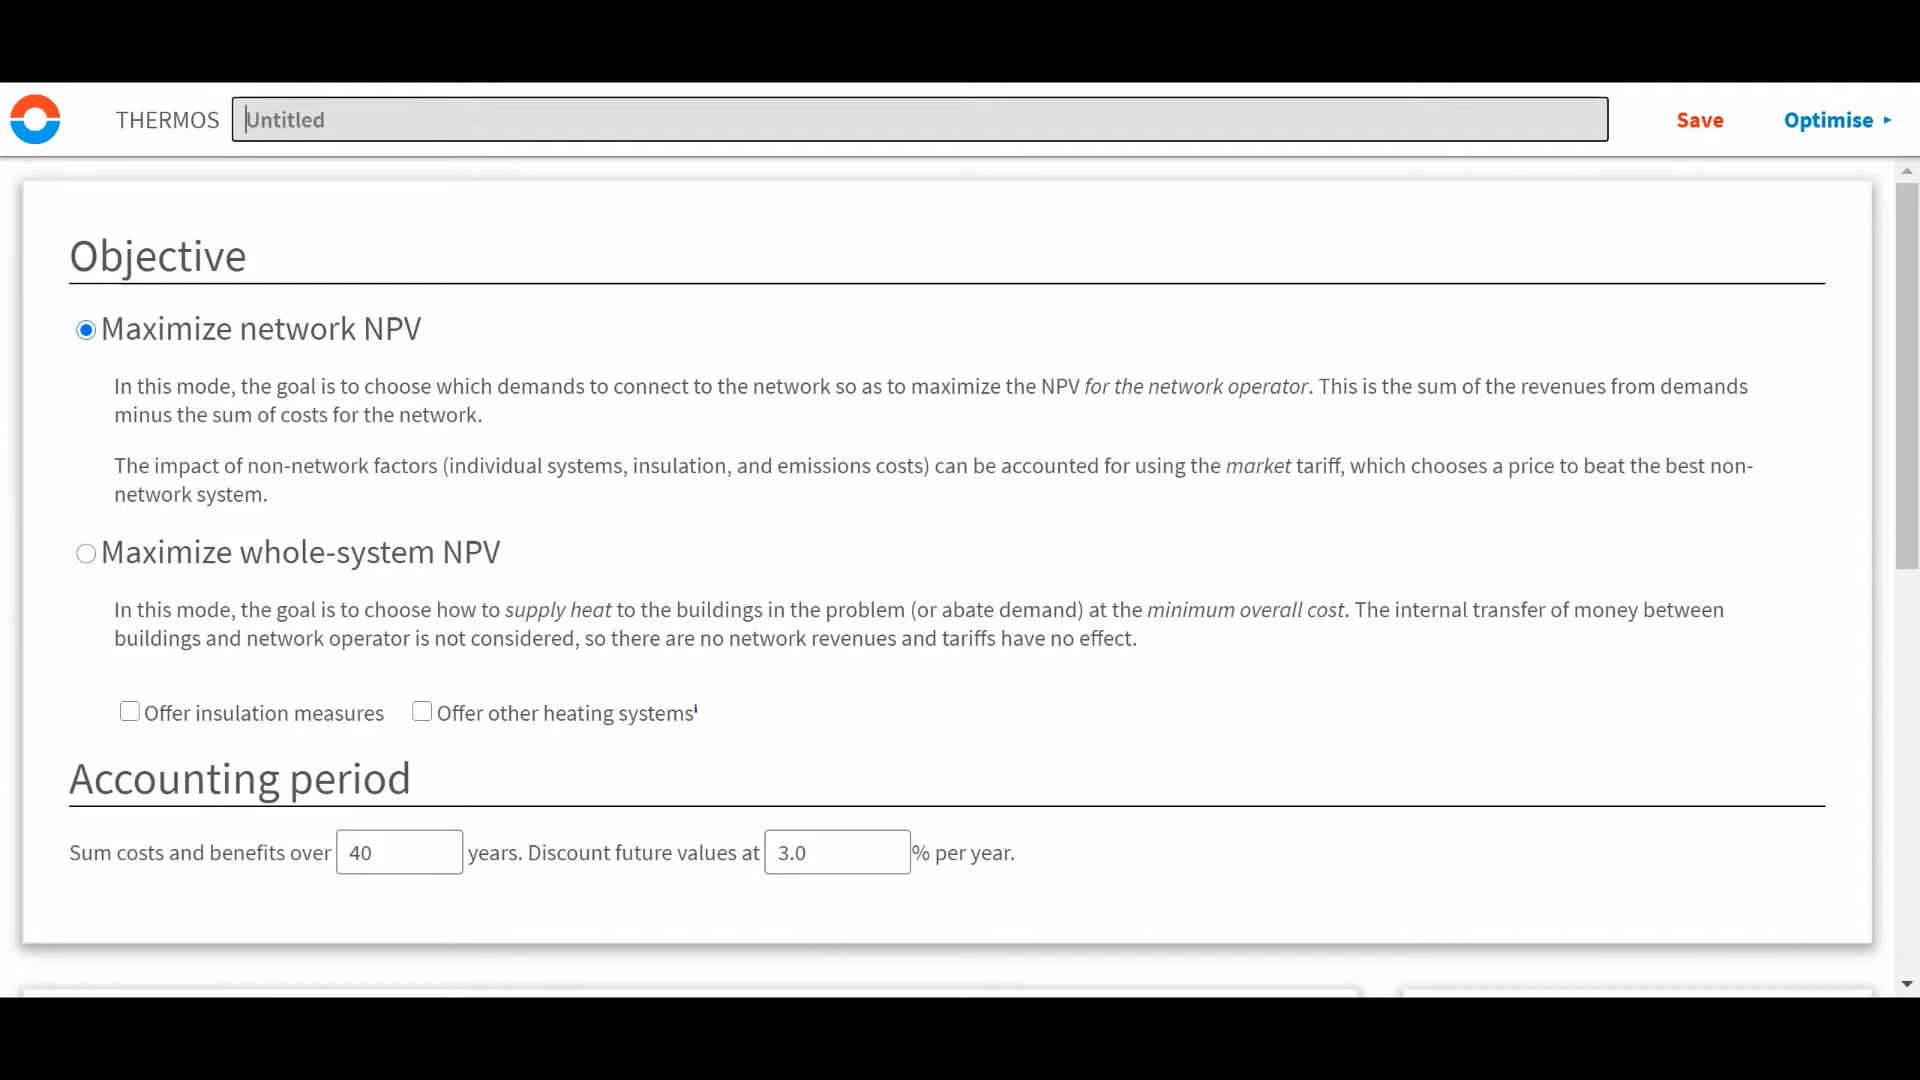 THERMOS Untitled Save Optimise ▸
Objective
Maximize network NPV
In this mode, the goal is to choose which demands to connect to the network so as to maximize the NPV for the network operator. This is the sum of the revenues from demands
minus the sum of costs for the network.
The impact of non-network factors (individual systems, insulation, and emissions costs) can be accounted for using the market tariff, which chooses a price to beat the best non-
network system.
Maximize whole-system NPV
In this mode, the goal is to choose how to supply heat to the buildings in the problem (or abate demand) at the minimum overall cost. The internal transfer of money between
buildings and network operator is not considered, so there are no network revenues and tariffs have no effect.
Offer insulation measures Offer other heating systemsⁱ
Accounting period
Sum costs and benefits over 40 years. Discount future values at 3.0 % per year.